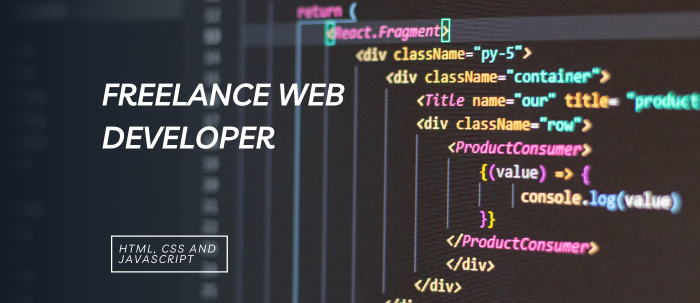 return (
<React.Fragment>
<div className="py-5">
<div className="container">
<Title name="our" title= "product
<div className="row">
<ProductConsumer>
{(value) => {
console.log(value)
}}
</ProductConsumer>
</div>
</div>
FREELANCE WEB
DEVELOPER
HTML, CSS AND
JAVASCRIPT